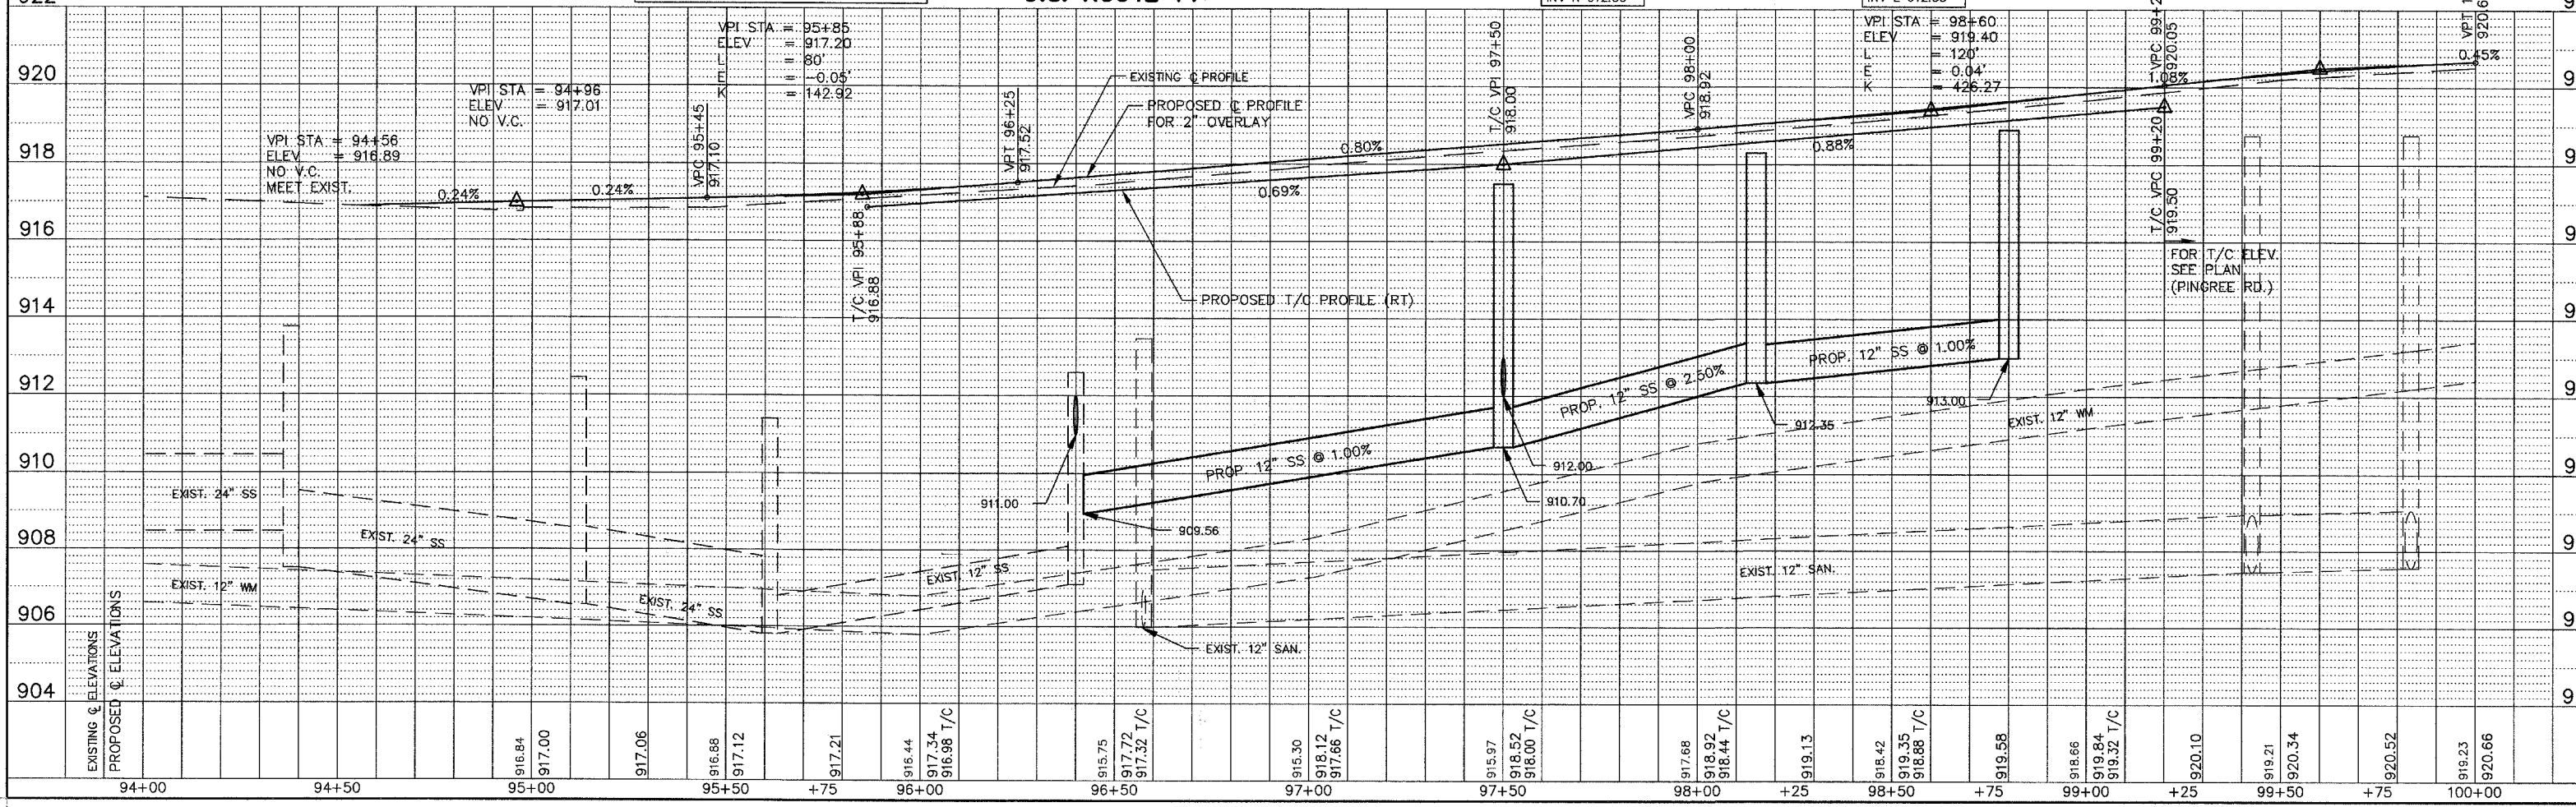 920
918
916
914
912
910
908
906
904
VPI STA = 94+56
ELEV = 916.89
NO V.C.
MEET EXIST.
VPI STA = 94+96
ELEV = 917.01
NO V.C.
VPI STA = 95+85
ELEV = 917.20
L = 80'
E = -0.05'
K = 142.92
VPC 95+45
917.10
VPT 96+25
917.52
EXISTING ℄ PROFILE
PROPOSED ℄ PROFILE
FOR 2" OVERLAY
T/C VPI 97+50
918.00
VPC 98+00
918.92
VPI STA = 98+60
ELEV = 919.40
L = 120'
E = 0.04'
K = 426.27
920.05
1.08%
0.45%
0.24%
0.24%
0.80%
0.69%
0.88%
T/C VPI 95+88
916.88
T/C VPC 99+20
919.50
FOR T/C ELEV.
SEE PLAN
(PINGREE RD.)
PROPOSED T/C PROFILE (RT)
PROP. 12" SS @ 1.00%
PROP. 12" SS @ 2.50%
PROP. 12" SS @ 1.00%
913.00
912.35
912.00
910.70
911.00
909.56
EXIST. 12" WM
EXIST. 24" SS
EXIST. 24" SS
EXIST. 12" WM
EXIST. 24" SS
EXIST. 12" SS
EXIST. 12" SAN.
EXIST. 12" SAN.
EXISTING ℄ ELEVATIONS
PROPOSED ℄ ELEVATIONS
916.84
917.00
917.06
916.88
917.12
917.21
916.44
917.34
916.98 T/C
915.75
917.72
917.32 T/C
915.30
918.12
917.66 T/C
915.97
918.52
918.00 T/C
917.68
918.92
918.44 T/C
919.13
918.42
919.35
918.88 T/C
919.58
918.66
919.84
919.32 T/C
920.10
919.21
920.34
920.52
919.23
920.66
94+00 94+50 95+00 95+50 +75 96+00 96+50 97+00 97+50 98+00 +25 98+50 +75 99+00 +25 99+50 +75 100+00